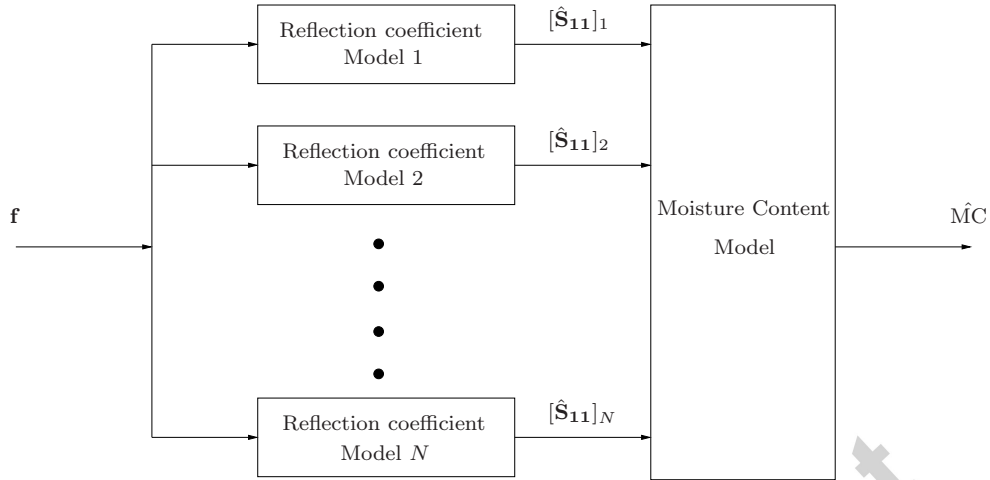 Reflection coefficient
Model 1
[Ŝ₁₁]₁
Reflection coefficient
Model 2
[Ŝ₁₁]₂
f
Moisture Content
Model
M̂C
Reflection coefficient
Model N
[Ŝ₁₁]_N